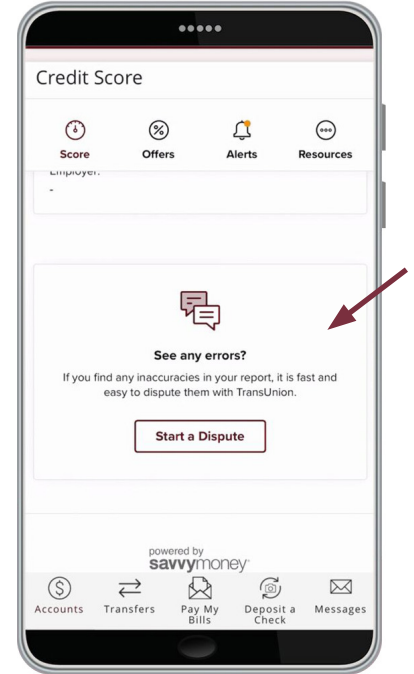 Credit Score
Score Offers Alerts Resources
Employer:
-
See any errors?
If you find any inaccuracies in your report, it is fast and
easy to dispute them with TransUnion.
Start a Dispute
powered by
savvymoney
Accounts Transfers Pay My Bills Deposit a Check Messages